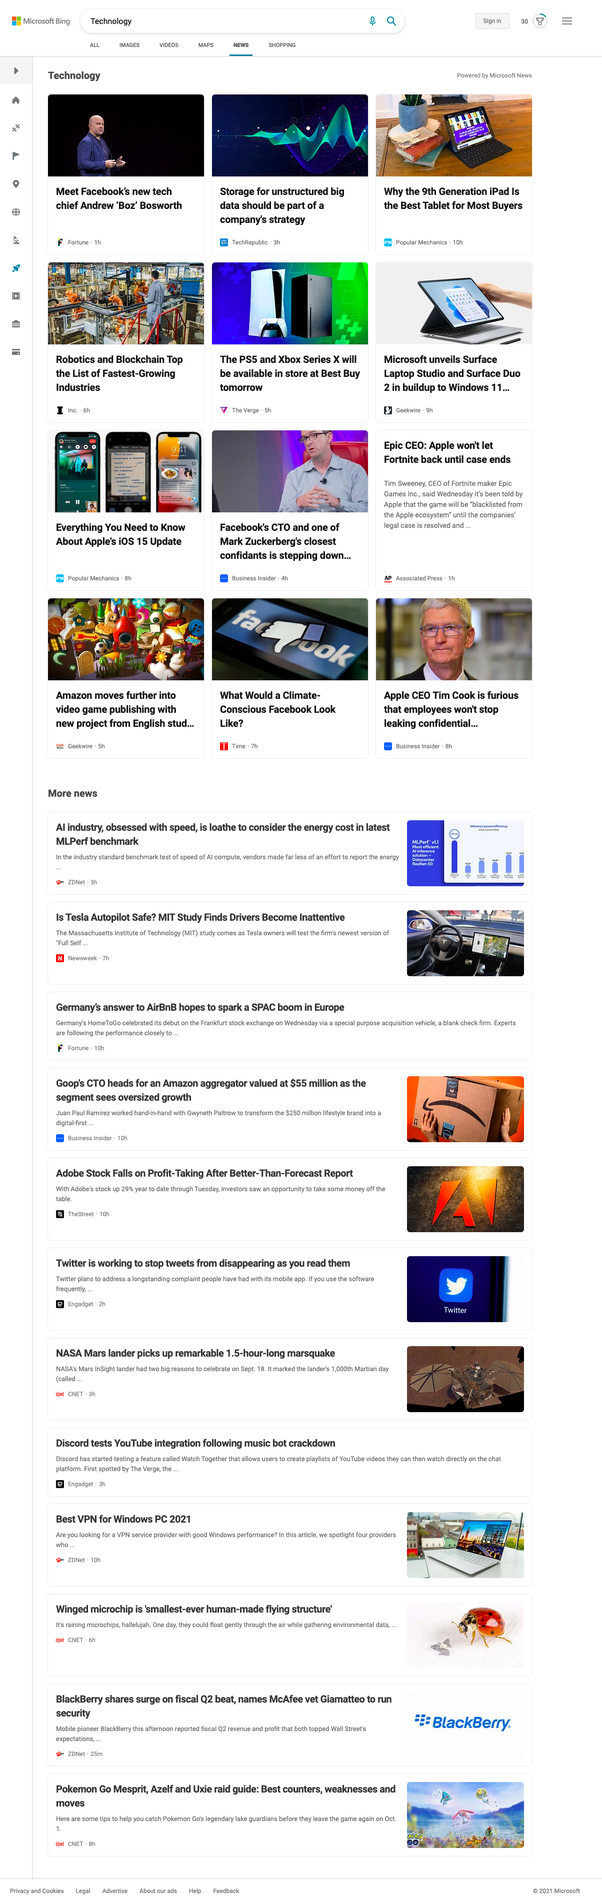 Microsoft Bing
Technology
Sign in
30
ALL
IMAGES
VIDEOS
MAPS
NEWS
SHOPPING
Technology
Powered by Microsoft News
Meet Facebook's new tech
chief Andrew 'Boz' Bosworth
Fortune · 1h
Storage for unstructured big
data should be part of a
company's strategy
TechRepublic · 3h
Why the 9th Generation iPad Is
the Best Tablet for Most Buyers
Popular Mechanics · 10h
Robotics and Blockchain Top
the List of Fastest-Growing
Industries
Inc. · 6h
The PS5 and Xbox Series X will
be available in store at Best Buy
tomorrow
The Verge · 5h
Microsoft unveils Surface
Laptop Studio and Surface Duo
2 in buildup to Windows 11...
Geekwire · 9h
Everything You Need to Know
About Apple's iOS 15 Update
Popular Mechanics · 8h
Facebook's CTO and one of
Mark Zuckerberg's closest
confidants is stepping down...
Business Insider · 4h
Epic CEO: Apple won't let
Fortnite back until case ends
Tim Sweeney, CEO of Fortnite maker Epic
Games Inc., said Wednesday it's been told by
Apple that the game will be "blacklisted from
the Apple ecosystem" until the companies'
legal case is resolved and ...
AP
Associated Press · 1h
Amazon moves further into
video game publishing with
new project from English stud...
Geekwire · 5h
facebook
What Would a Climate-
Conscious Facebook Look
Like?
Time · 7h
Apple CEO Tim Cook is furious
that employees won't stop
leaking confidential...
Business Insider · 8h
More news
AI industry, obsessed with speed, is loathe to consider the energy cost in latest
MLPerf benchmark
In the industry standard benchmark test of speed of AI compute, vendors made far less of an effort to report the energy
...
ZDNet · 3h
MLPerf v1.1
Most efficient
AI inference
solution –
Datacenter
ResNet-50
Inference power efficiency
Is Tesla Autopilot Safe? MIT Study Finds Drivers Become Inattentive
The Massachusetts Institute of Technology (MIT) study comes as Tesla owners will test the firm's newest version of
"Full Self ...
Newsweek · 7h
Germany's answer to AirBnB hopes to spark a SPAC boom in Europe
Germany's HomeToGo celebrated its debut on the Frankfurt stock exchange on Wednesday via a special purpose acquisition vehicle, a blank check firm. Experts
are following the performance closely to ...
Fortune · 10h
Goop's CTO heads for an Amazon aggregator valued at $55 million as the
segment sees oversized growth
Juan Paul Ramirez worked hand-in-hand with Gwyneth Paltrow to transform the $250 million lifestyle brand into a
digital-first ...
Business Insider · 10h
Adobe Stock Falls on Profit-Taking After Better-Than-Forecast Report
With Adobe's stock up 29% year to date through Tuesday, investors saw an opportunity to take some money off the
table.
TheStreet · 10h
Twitter is working to stop tweets from disappearing as you read them
Twitter plans to address a longstanding complaint people have had with its mobile app. If you use the software
frequently, ...
Engadget · 2h
Twitter
NASA Mars lander picks up remarkable 1.5-hour-long marsquake
NASA's Mars InSight lander had two big reasons to celebrate on Sept. 18. It marked the lander's 1,000th Martian day
(called ...
CNET · 3h
Discord tests YouTube integration following music bot crackdown
Discord has started testing a feature called Watch Together that allows users to create playlists of YouTube videos they can then watch directly on the chat
platform. First spotted by The Verge, the ...
Engadget · 3h
Best VPN for Windows PC 2021
Are you looking for a VPN service provider with good Windows performance? In this article, we spotlight four providers
who ...
ZDNet · 10h
Winged microchip is 'smallest-ever human-made flying structure'
It's raining microchips, hallelujah. One day, they could float gently through the air while gathering environmental data, ...
CNET · 6h
BlackBerry shares surge on fiscal Q2 beat, names McAfee vet Giamatteo to run
security
Mobile pioneer BlackBerry this afternoon reported fiscal Q2 revenue and profit that both topped Wall Street's
expectations, ...
ZDNet · 25m
BlackBerry
Pokemon Go Mesprit, Azelf and Uxie raid guide: Best counters, weaknesses and
moves
Here are some tips to help you catch Pokemon Go's legendary lake guardians before they leave the game again on Oct.
1.
CNET · 8h
GO
Privacy and Cookies
Legal
Advertise
About our ads
Help
Feedback
© 2021 Microsoft